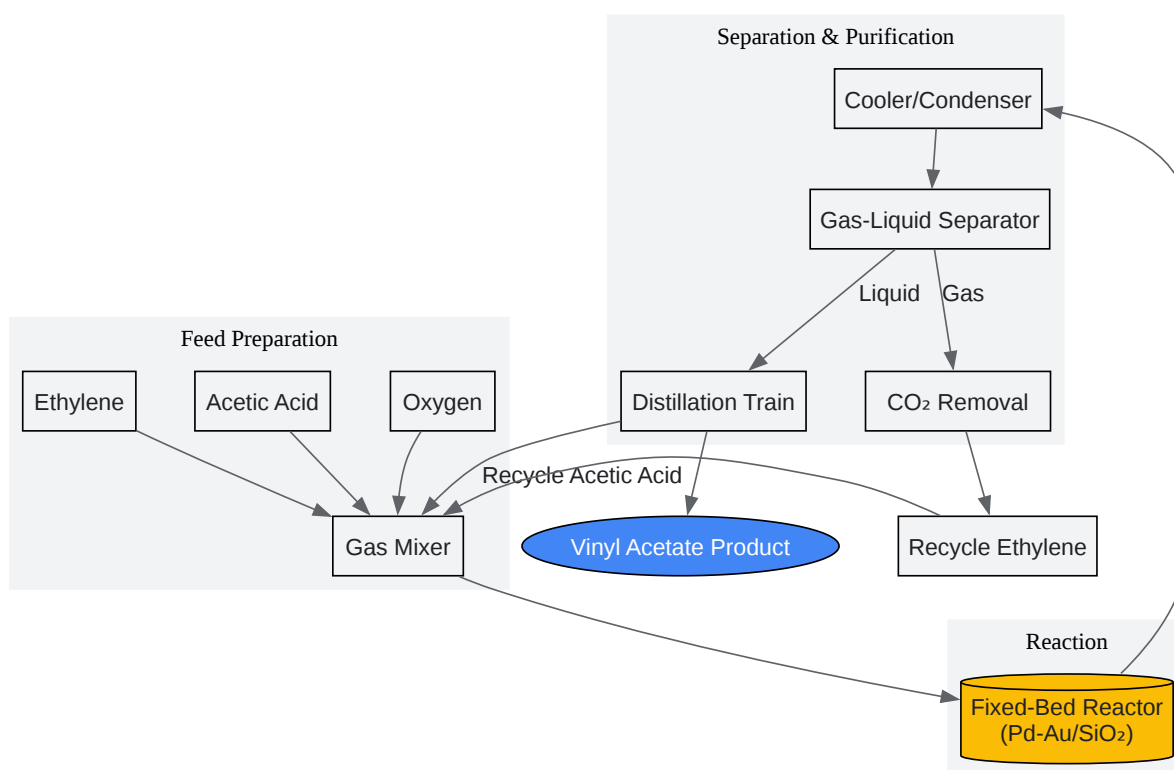 Separation & Purification
Cooler/Condenser
Gas-Liquid Separator
Liquid
Gas
Feed Preparation
Ethylene
Acetic Acid
Oxygen
Distillation Train
CO₂ Removal
Recycle Acetic Acid
Gas Mixer
Vinyl Acetate Product
Recycle Ethylene
Reaction
Fixed-Bed Reactor
(Pd-Au/SiO₂)